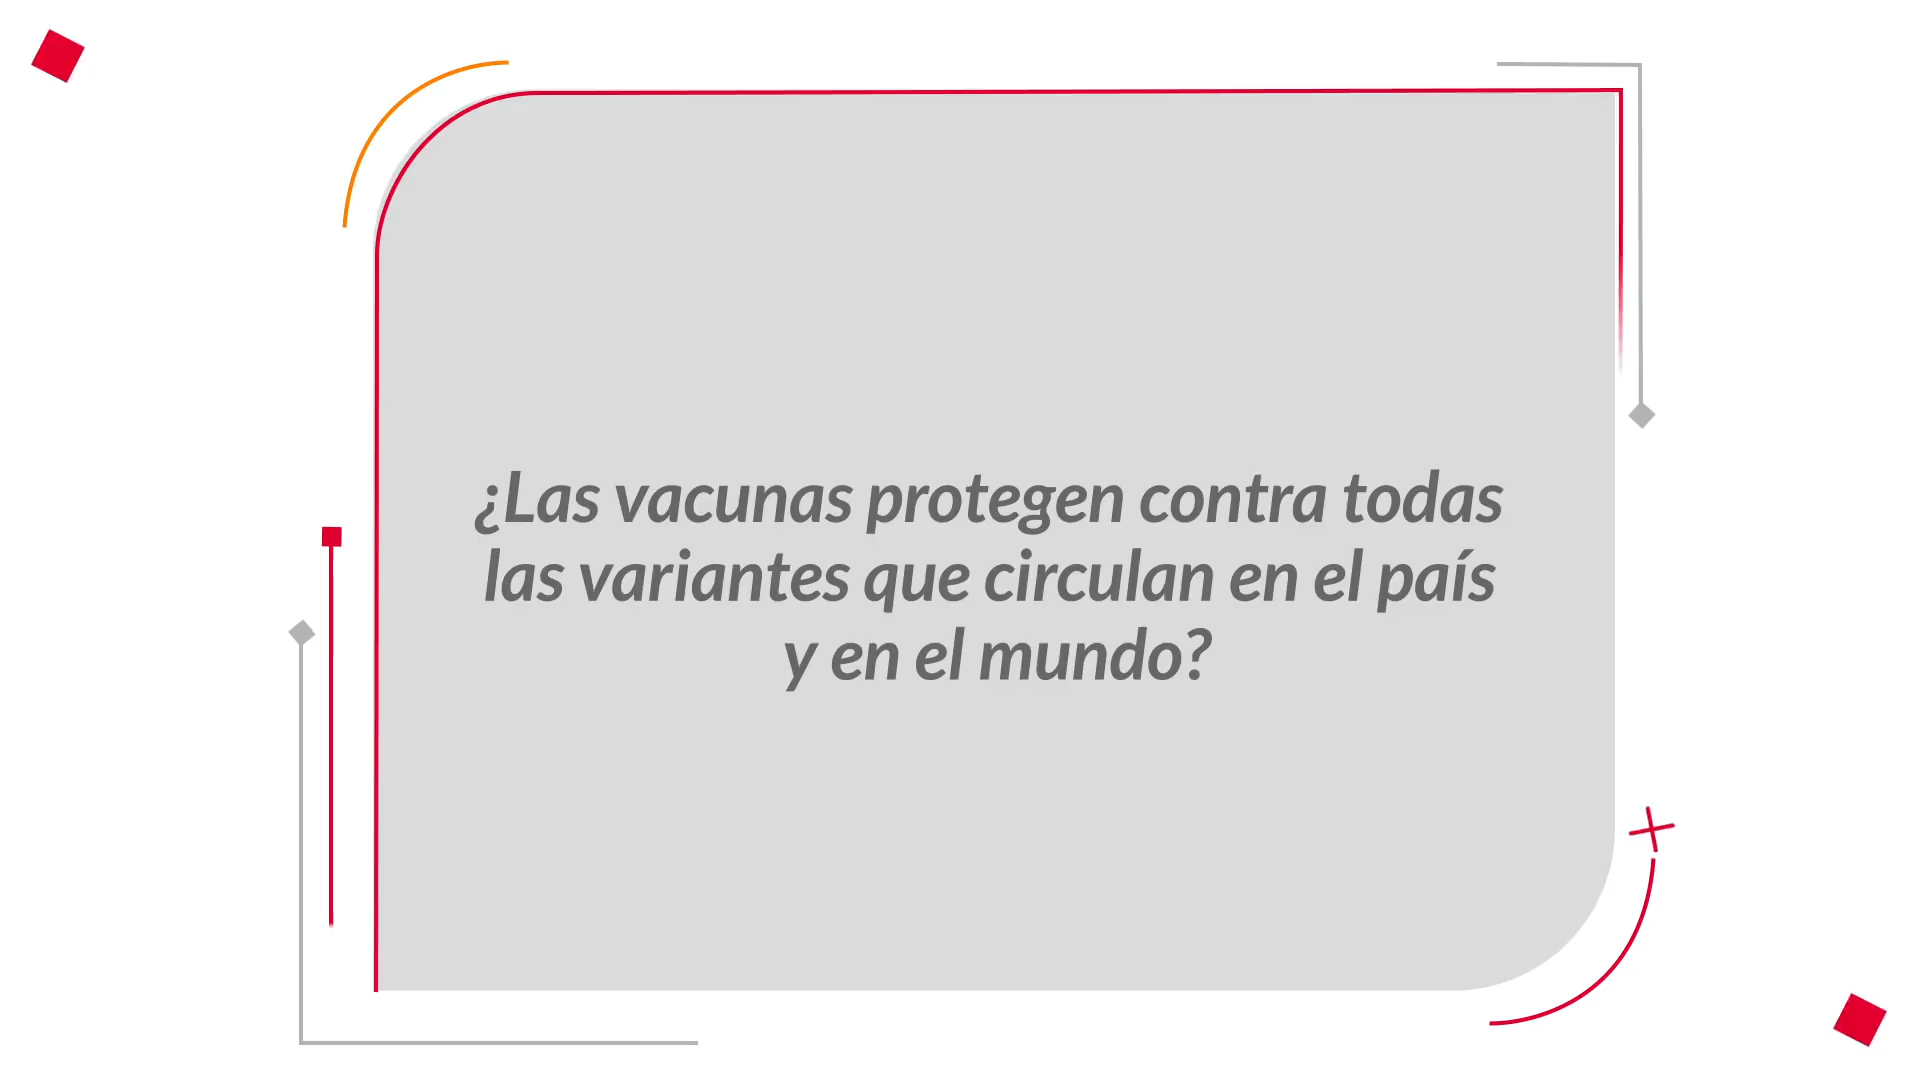 ¿Las vacunas protegen contra todas
las variantes que circulan en el país
y en el mundo?